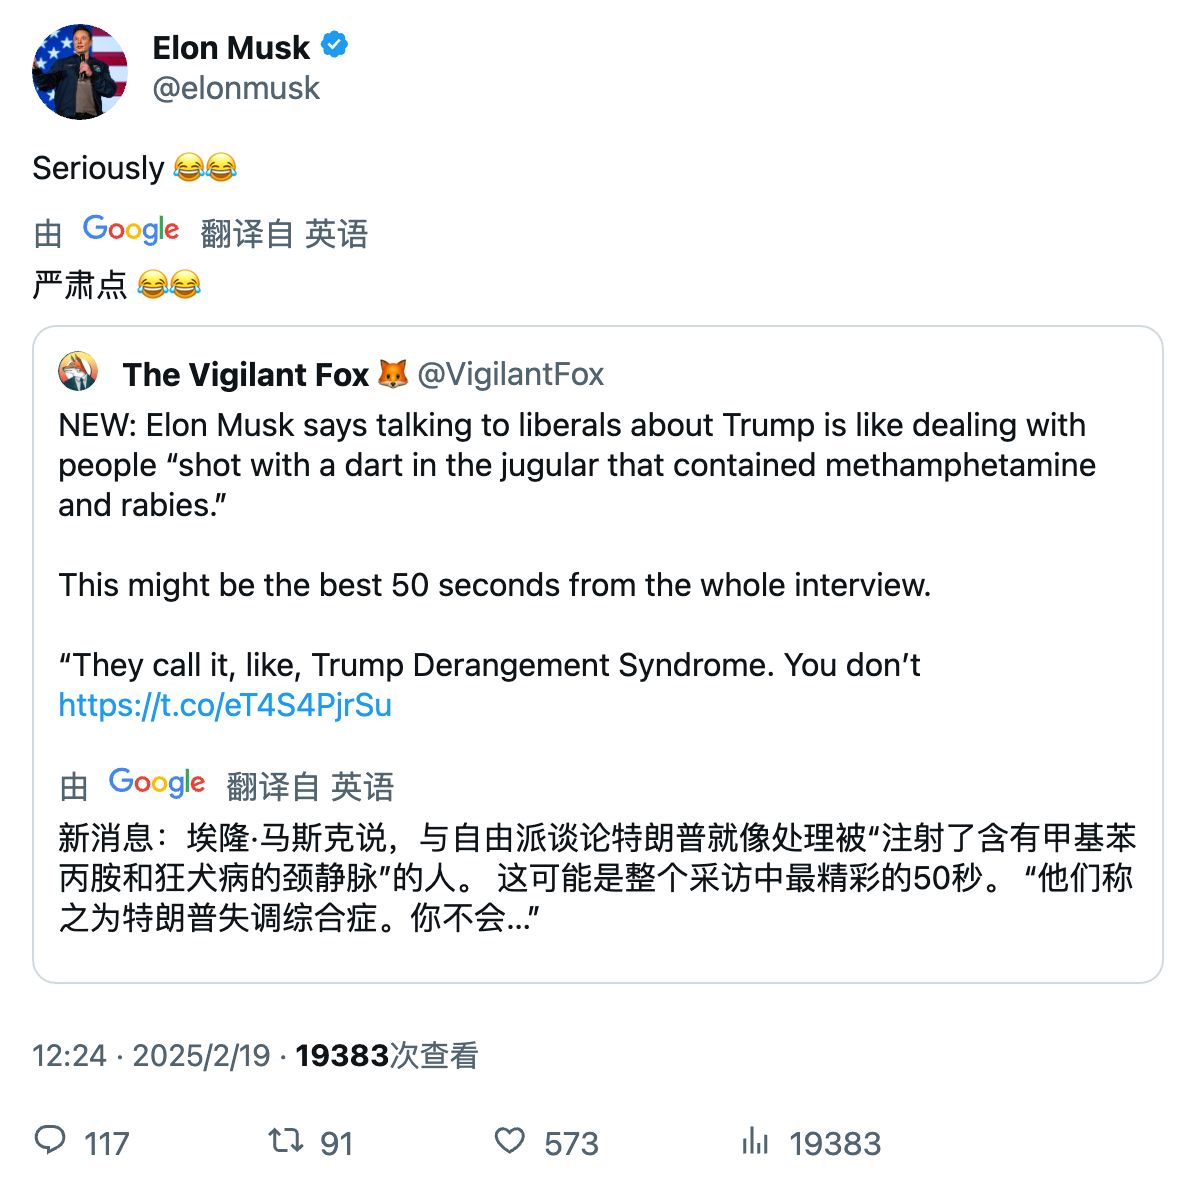 Elon Musk
@elonmusk
Seriously 😂😂
由 Google 翻译自 英语
严肃点 😂😂
The Vigilant Fox 🦊 @VigilantFox
NEW: Elon Musk says talking to liberals about Trump is like dealing with
people “shot with a dart in the jugular that contained methamphetamine
and rabies.”
This might be the best 50 seconds from the whole interview.
“They call it, like, Trump Derangement Syndrome. You don’t
https://t.co/eT4S4PjrSu
由 Google 翻译自 英语
新消息：埃隆·马斯克说，与自由派谈论特朗普就像处理被“注射了含有甲基苯
丙胺和狂犬病的颈静脉”的人。 这可能是整个采访中最精彩的50秒。 “他们称
之为特朗普失调综合症。你不会...”
12:24 · 2025/2/19 · 19383次查看
117 91 573 19383